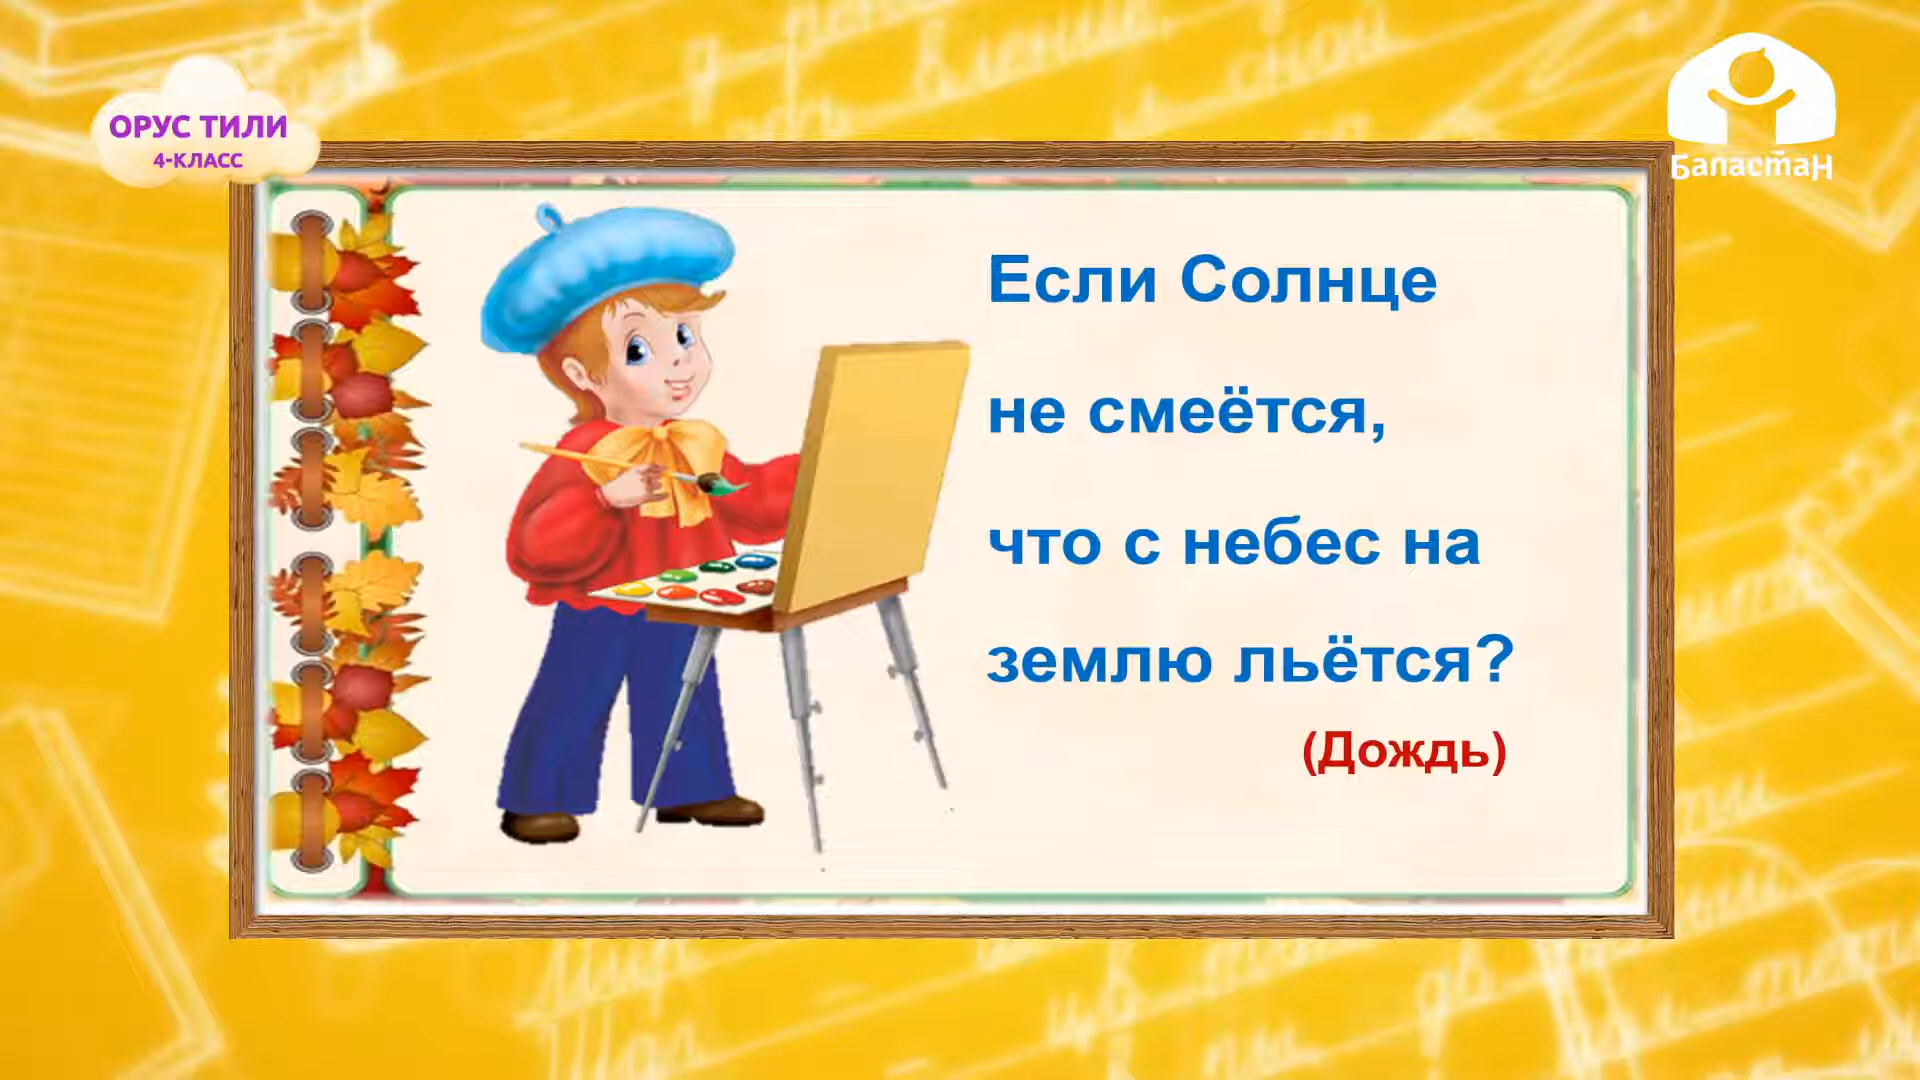 ОРУС ТИЛИ
4-КЛАСС
Баластан
Если Солнце
не смеётся,
что с небес на
землю льётся?
(Дождь)